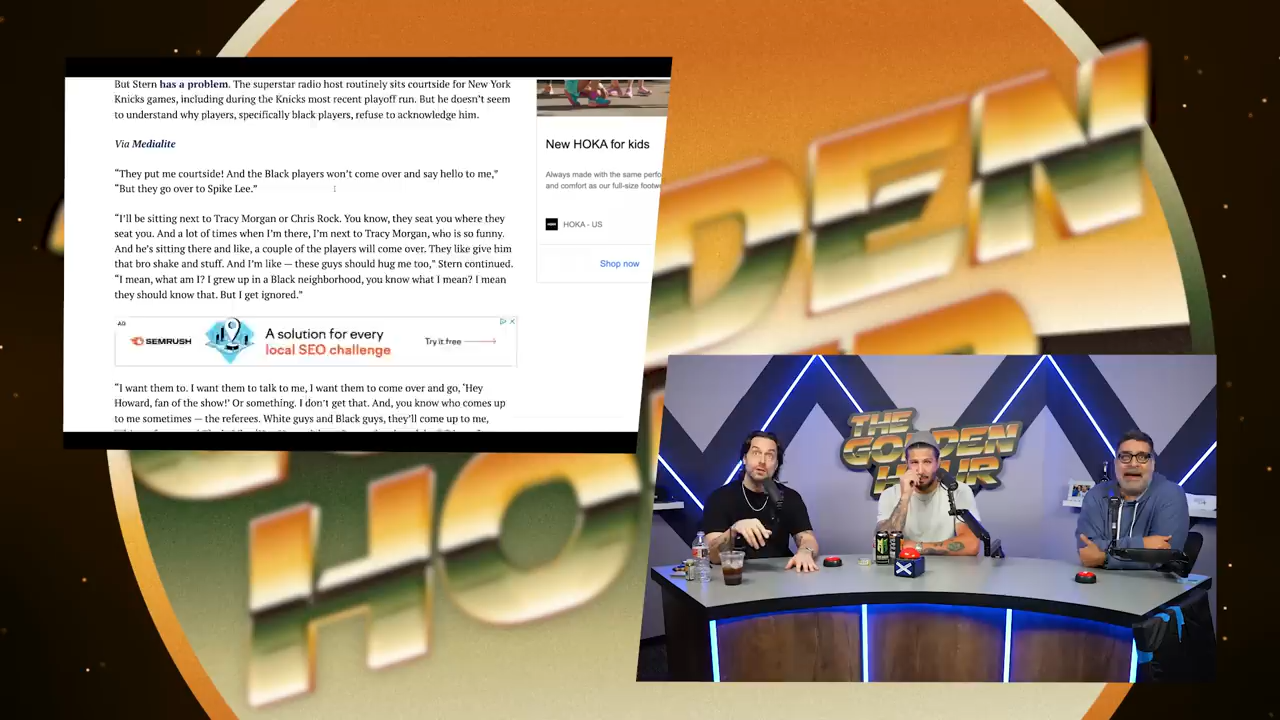 But Stern has a problem. The superstar radio host routinely sits courtside for New York
Knicks games, including during the Knicks most recent playoff run. But he doesn't seem
to understand why players, specifically black players, refuse to acknowledge him.
Via Medialite
“They put me courtside! And the Black players won't come over and say hello to me,”
“But they go over to Spike Lee.”
“I'll be sitting next to Tracy Morgan or Chris Rock. You know, they seat you where they
seat you. And a lot of times when I'm there, I'm next to Tracy Morgan, who is so funny.
And he's sitting there and like, a couple of the players will come over. They like give him
that bro shake and stuff. And I'm like — these guys should hug me too,” Stern continued.
“I mean, what am I? I grew up in a Black neighborhood, you know what I mean? I mean
they should know that. But I get ignored.”
AD
SEMRUSH
A solution for every
local SEO challenge
Try it free
“I want them to. I want them to talk to me, I want them to come over and go, 'Hey
Howard, fan of the show!' Or something. I don't get that. And, you know who comes up
to me sometimes — the referees. White guys and Black guys, they'll come up to me,
New HOKA for kids
Always made with the same
and comfort as our full-size
HOKA - US
Shop now
DEN
HO
THE
GOLDEN
HOUR